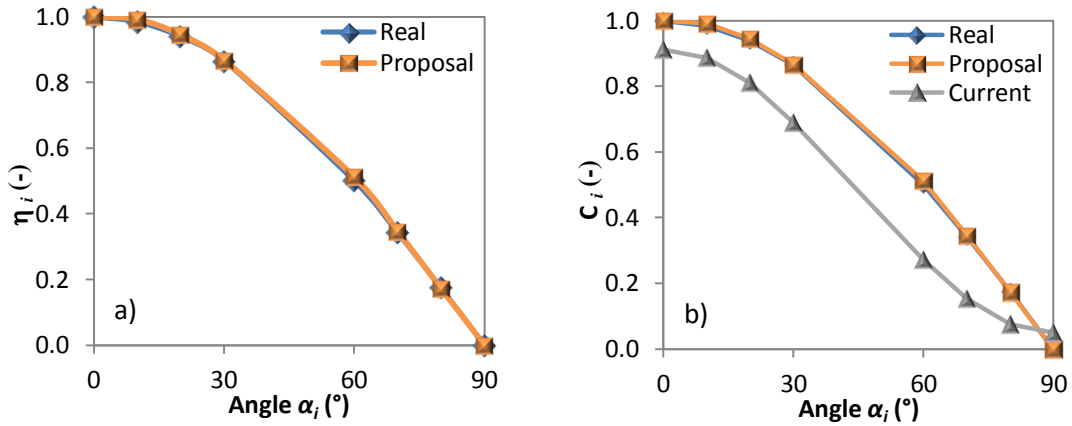 1.0
0.8
0.6
0.4
0.2
0.0
η i (-)
Real
Proposal
a)
0
30
60
90
Angle αi (°)
1.0
0.8
0.6
0.4
0.2
0.0
C i (-)
Real
Proposal
Current
b)
0
30
60
90
Angle αi (°)